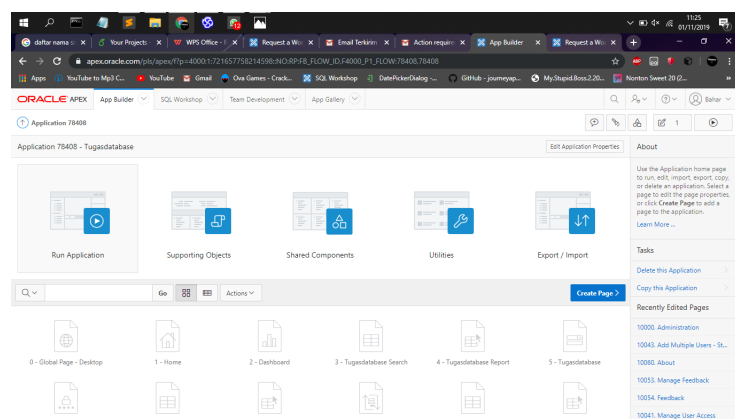 11:25
01/11/2019
daftar nama s
Your Projects -
WPS Office - F
Request a Wor
Email Terkirim
Action require
App Builder
Request a Wo
apex.oracle.com/pls/apex/f?p=4000:1:721657758214598:NO:RP:FB_FLOW_ID,F4000_P1_FLOW:78408,78408
Apps
YouTube to Mp3 C...
YouTube
Gmail
Ova Games - Crack...
SQL Workshop
DatePickerDialog -...
GitHub - journeyap...
My.Stupid.Boss.2.20...
Norton Sweet 20 (2...
ORACLE APEX
App Builder
SQL Workshop
Team Development
App Gallery
Bahar
Application 78408
1
Application 78408 - Tugasdatabase
Edit Application Properties
About
Use the Application home page
to run, edit, import, export, copy,
or delete an application. Select a
page to edit the page properties,
or click Create Page to add a
page to the application.
Learn More ...
Run Application
Supporting Objects
Shared Components
Utilities
Export / Import
Tasks
Delete this Application
Copy this Application
Go
Actions
Create Page
Recently Edited Pages
10000. Administration
10043. Add Multiple Users - St...
10060. About
10053. Manage Feedback
10054. Feedback
10041. Manage User Access
0 - Global Page - Desktop
1 - Home
2 - Dashboard
3 - Tugasdatabase Search
4 - Tugasdatabase Report
5 - Tugasdatabase